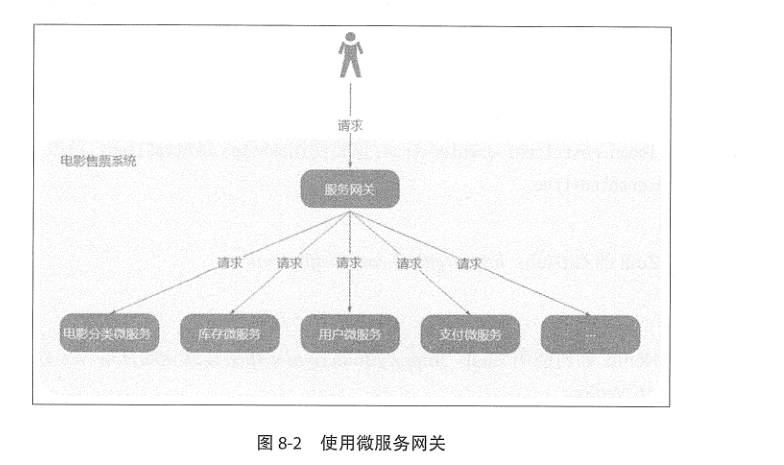 请求
电影售票系统
服务网关
请求 请求 请求 请求 请求
电影分类微服务 库存微服务 用户微服务 支付微服务 ...
图 8-2 使用微服务网关